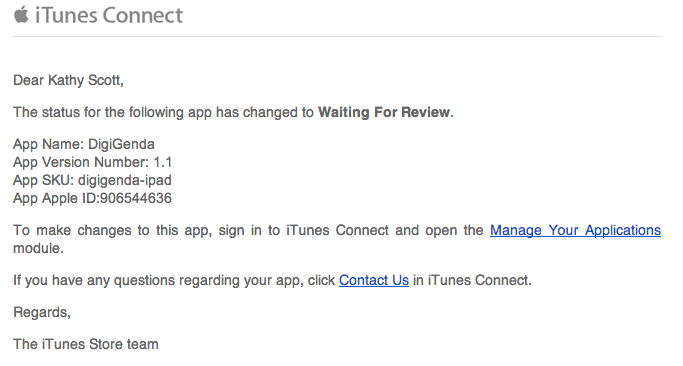 iTunes Connect
Dear Kathy Scott,
The status for the following app has changed to Waiting For Review.
App Name: DigiGenda
App Version Number: 1.1
App SKU: digigenda-ipad
App Apple ID:906544636
To make changes to this app, sign in to iTunes Connect and open the Manage Your Applications
module.
If you have any questions regarding your app, click Contact Us in iTunes Connect.
Regards,
The iTunes Store team